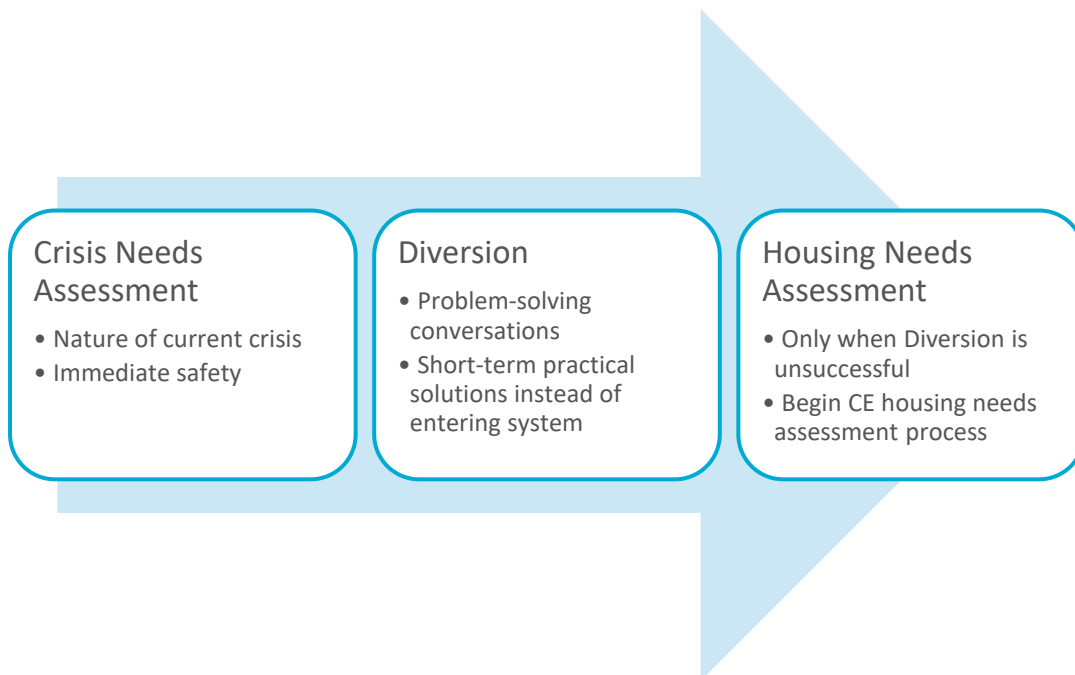 Crisis Needs
Assessment
• Nature of current crisis
• Immediate safety
Diversion
• Problem-solving
conversations
• Short-term practical
solutions instead of
entering system
Housing Needs
Assessment
• Only when Diversion is
unsuccessful
• Begin CE housing needs
assessment process